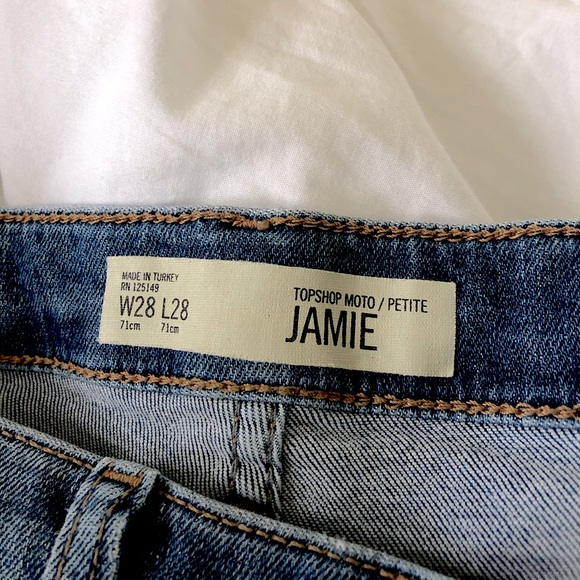 MADE IN TURKEY
RN 125149
W28 L28
71cm 71cm
TOPSHOP MOTO / PETITE
JAMIE